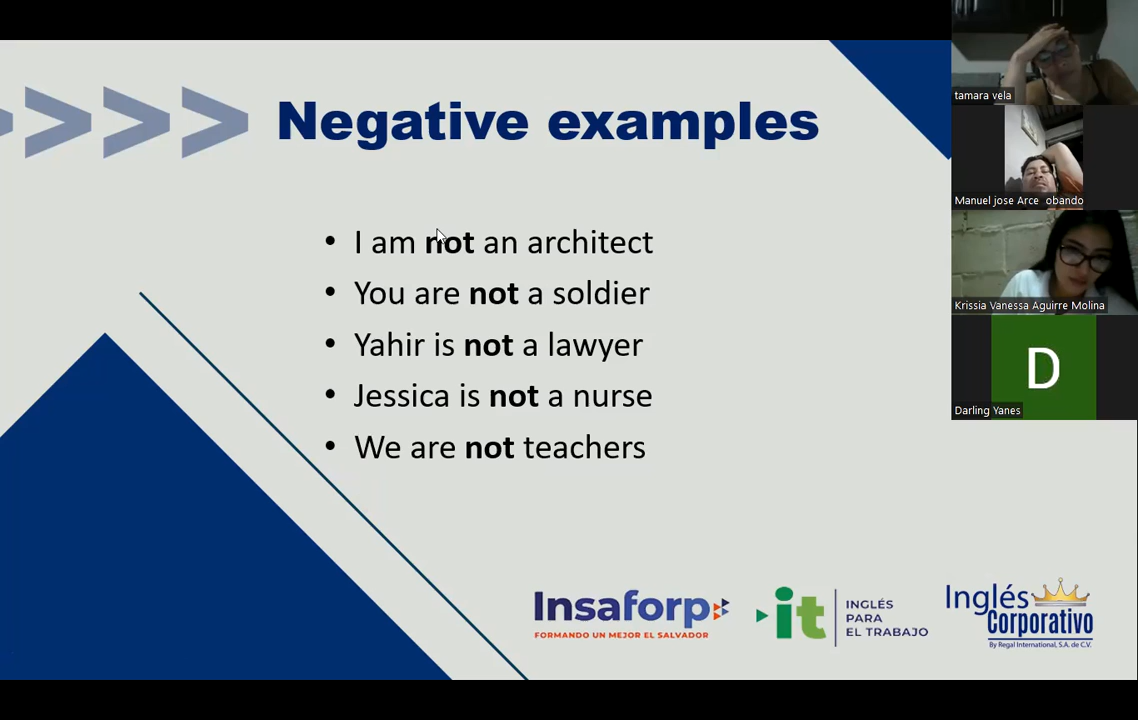 Negative examples
• I am not an architect
• You are not a soldier
• Yahir is not a lawyer
• Jessica is not a nurse
• We are not teachers
Insaforp
FORMANDO UN MEJOR EL SALVADOR
it
INGLÉS
PARA
EL TRABAJO
Inglés
Corporativo
By Regal International, S.A. de C.V.
tamara vela
Manuel jose Arce obando
Krissia Vanessa Aguirre Molina
D
Darling Yanes